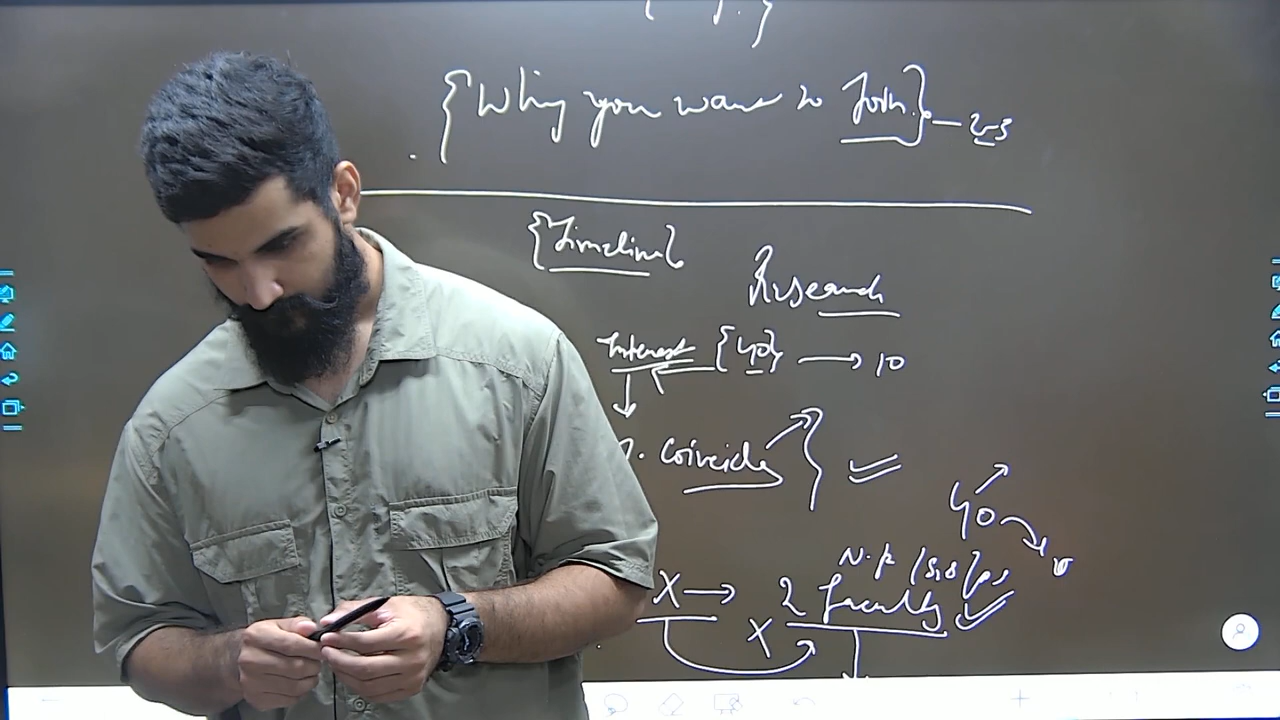 {Why you want to Join.} — 2-3
{Timeline}
Research
Interest {40} → 10
. Coincide }
40
10
N.P
X → 2 faculty
X